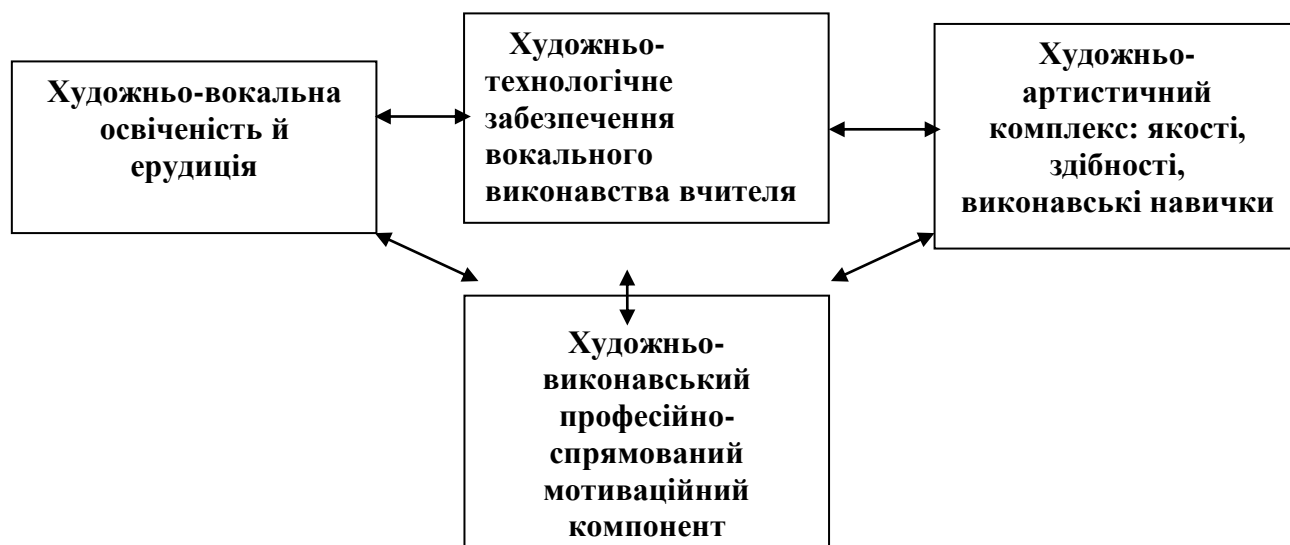 Художньо-вокальна
освіченість й
ерудиція
Художньо-
технологічне
забезпечення
вокального
виконавства вчителя
Художньо-
артистичний
комплекс: якості,
здібності,
виконавські навички
Художньо-
виконавський
професійно-
спрямований
мотиваційний
компонент